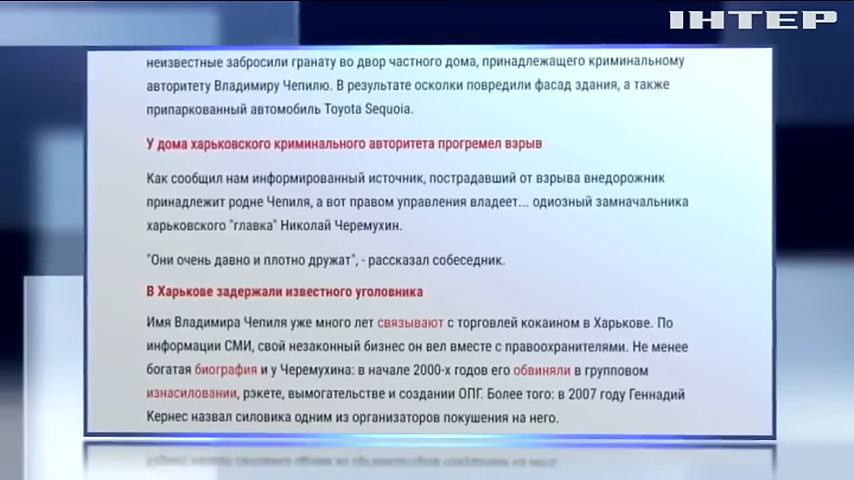 ІНТЕР
неизвестные забросили гранату во двор частного дома, принадлежащего криминальному
авторитету Владимиру Чепилю. В результате осколки повредили фасад здания, а также
припаркованный автомобиль Toyota Sequoia.
У дома харьковского криминального авторитета прогремел взрыв
Как сообщил нам информированный источник, пострадавший от взрыва внедорожник
принадлежит родне Чепиля, а вот правом управления владеет... одиозный замначальника
харьковского "главка" Николай Черемухин.
"Они очень давно и плотно дружат", - рассказал собеседник.
В Харькове задержали известного уголовника
Имя Владимира Чепиля уже много лет связывают с торговлей кокаином в Харькове. По
информации СМИ, свой незаконный бизнес он вел вместе с правоохранителями. Не менее
богатая биография и у Черемухина: в начале 2000-х годов его обвиняли в групповом
изнасиловании, рэкете, вымогательстве и создании ОПГ. Более того: в 2007 году Геннадий
Кернес назвал силовика одним из организаторов покушения на него.